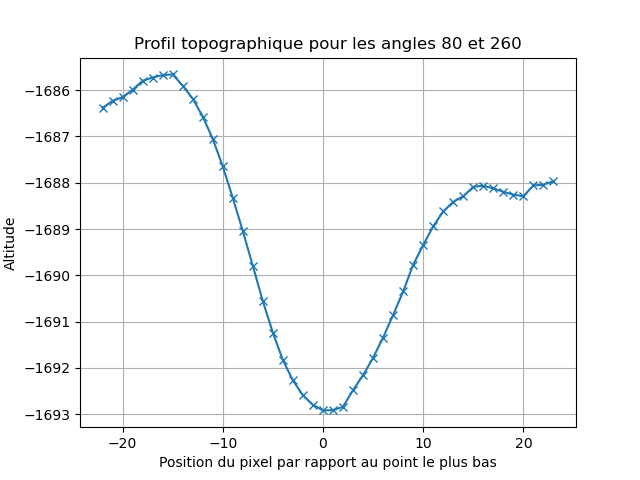 Profil topographique pour les angles 80 et 260
Altitude
−1686
−1687
−1688
−1689
−1690
−1691
−1692
−1693
−20 −10 0 10 20
Position du pixel par rapport au point le plus bas